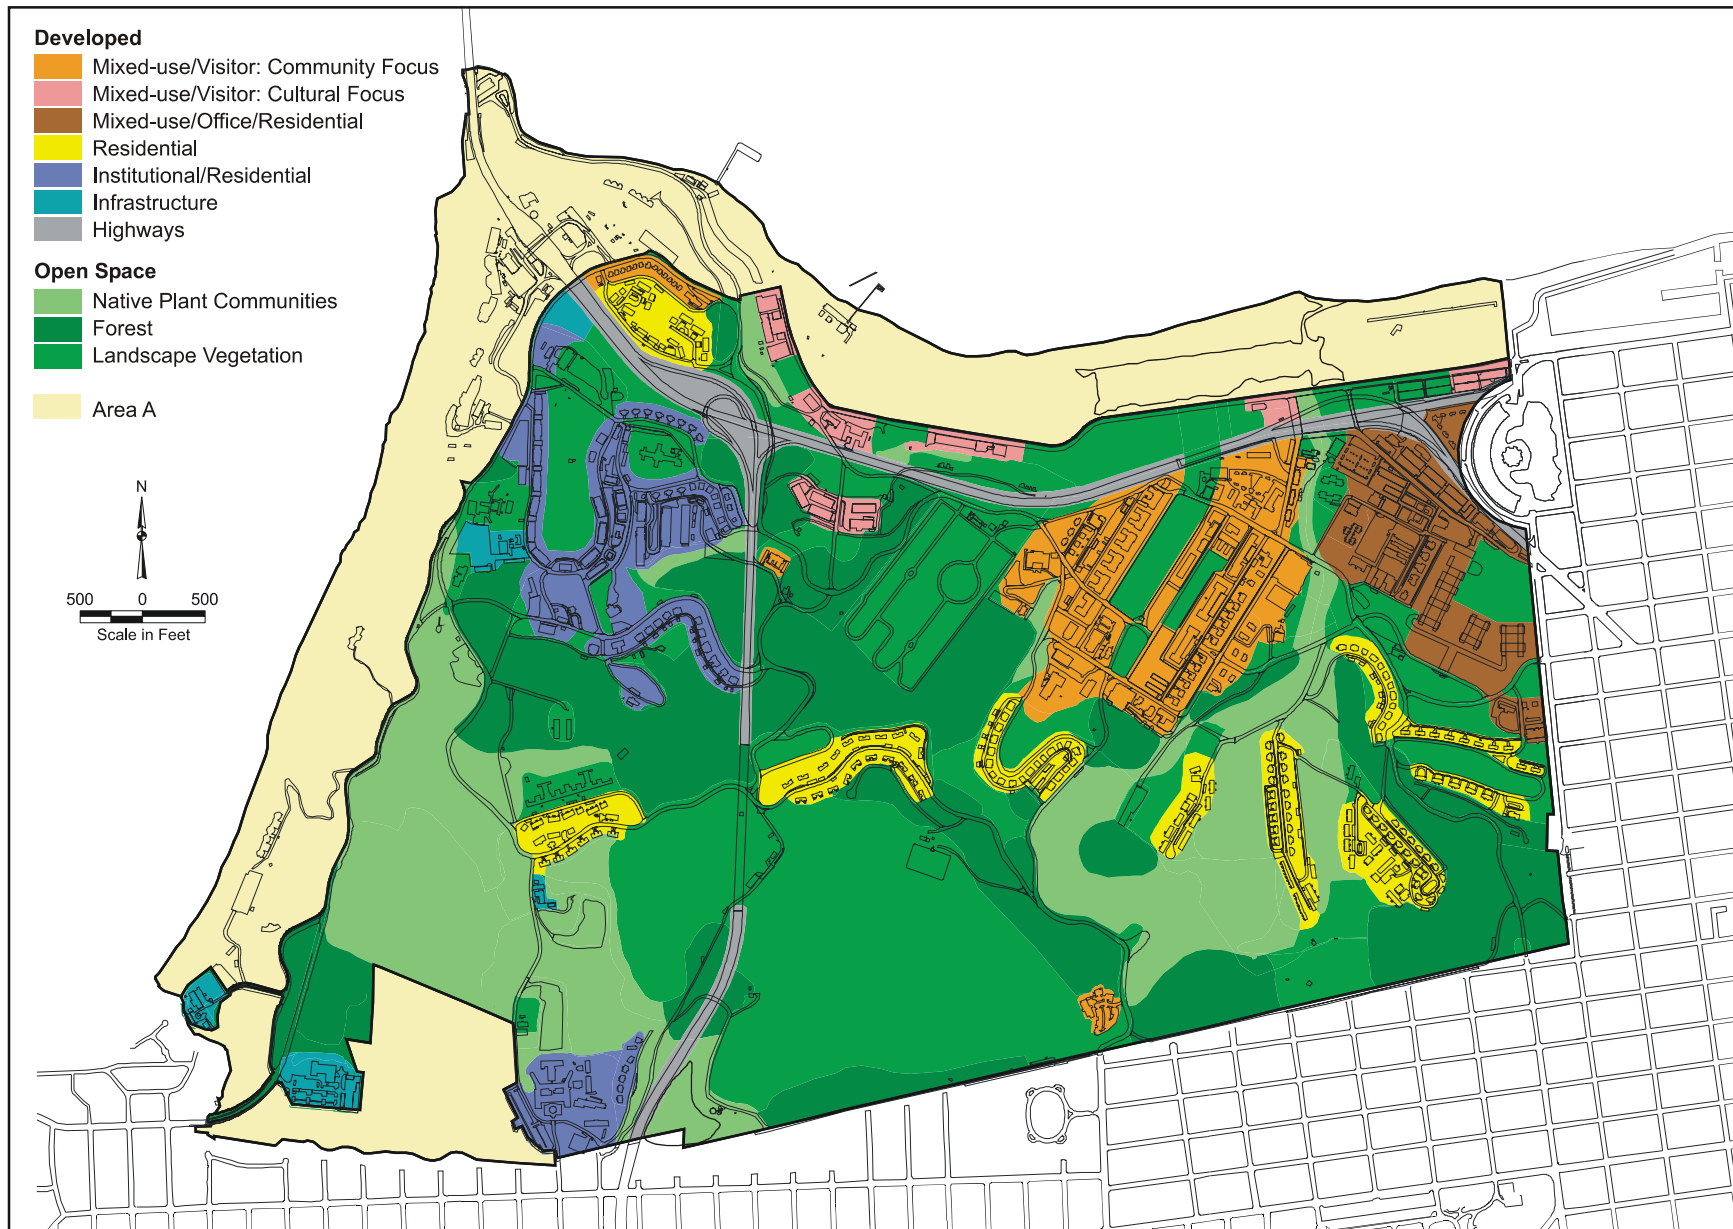 Developed
Mixed-use/Visitor: Community Focus
Mixed-use/Visitor: Cultural Focus
Mixed-use/Office/Residential
Residential
Institutional/Residential
Infrastructure
Highways
Open Space
Native Plant Communities
Forest
Landscape Vegetation
Area A
N
500 0 500
Scale in Feet